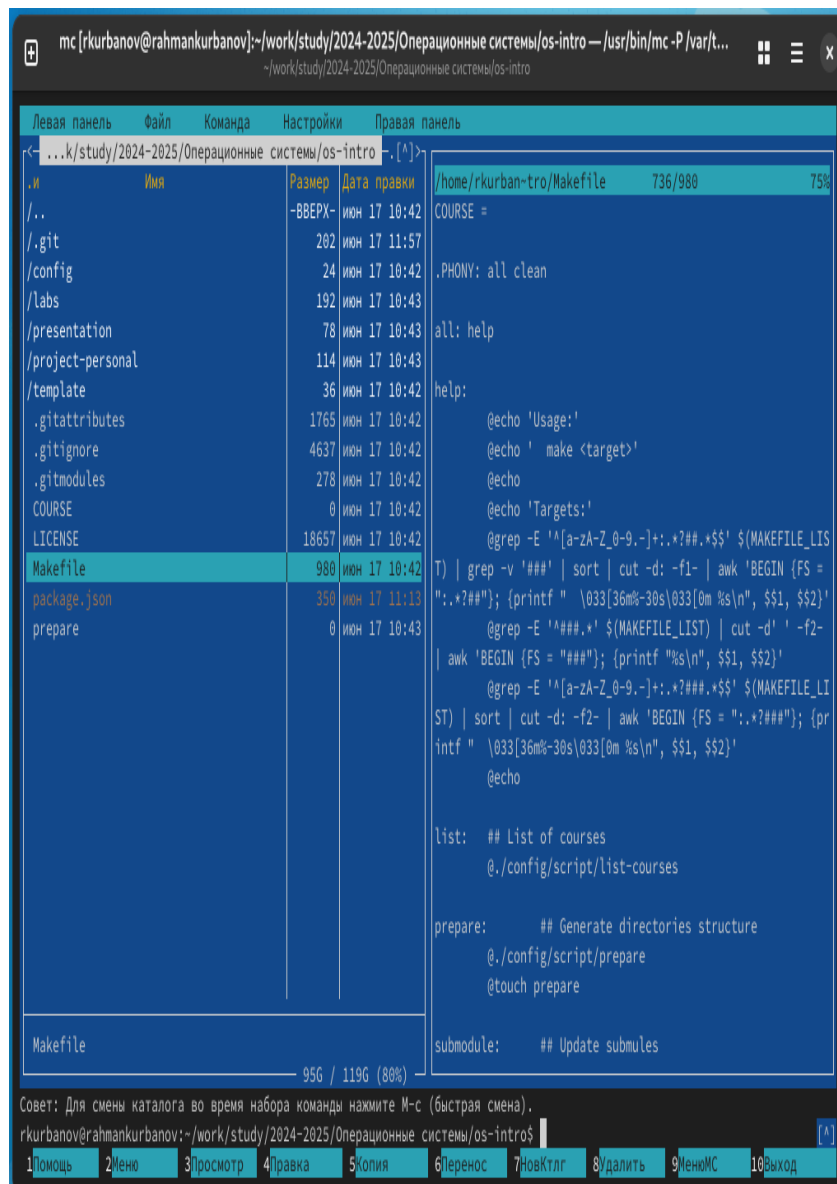 mc [rkurbanov@rahmankurbanov]:~/work/study/2024-2025/Операционные системы/os-intro — /usr/bin/mc -P /var/t...
~/work/study/2024-2025/Операционные системы/os-intro
Левая панель Файл Команда Настройки Правая панель
<- ...k/study/2024-2025/Операционные системы/os-intro -.[^]>
.и Имя Размер Дата правки
/.. -ВВЕРХ- июн 17 10:42
/.git 202 июн 17 11:57
/config 24 июн 17 10:42
/labs 192 июн 17 10:43
/presentation 78 июн 17 10:43
/project-personal 114 июн 17 10:43
/template 36 июн 17 10:42
.gitattributes 1765 июн 17 10:42
.gitignore 4637 июн 17 10:42
.gitmodules 278 июн 17 10:42
COURSE 0 июн 17 10:42
LICENSE 18657 июн 17 10:42
Makefile 980 июн 17 10:42
package.json 350 июн 17 11:13
prepare 0 июн 17 10:43
Makefile
95G / 119G (80%)
/home/rkurban~tro/Makefile 736/980 75%
COURSE =
.PHONY: all clean
all: help
help:
@echo 'Usage:'
@echo '  make <target>'
@echo
@echo 'Targets:'
@grep -E '^[a-zA-Z_0-9.-]+:.*?##.*$$' $(MAKEFILE_LIS
T) | grep -v '###' | sort | cut -d: -f1- | awk 'BEGIN {FS =
":.*?##"}; {printf "  \033[36m%-30s\033[0m %s\n", $$1, $$2}'
@grep -E '^###.*' $(MAKEFILE_LIST) | cut -d' ' -f2-
| awk 'BEGIN {FS = "###"}; {printf "%s\n", $$1, $$2}'
@grep -E '^[a-zA-Z_0-9.-]+:.*?###.*$$' $(MAKEFILE_LI
ST) | sort | cut -d: -f2- | awk 'BEGIN {FS = ":.*?###"}; {pr
intf "  \033[36m%-30s\033[0m %s\n", $$1, $$2}'
@echo
list: ## List of courses
@./config/script/list-courses
prepare: ## Generate directories structure
@./config/script/prepare
@touch prepare
submodule: ## Update submules
Совет: Для смены каталога во время набора команды нажмите M-c (быстрая смена).
rkurbanov@rahmankurbanov:~/work/study/2024-2025/Операционные системы/os-intro$ [^]
1Помощь 2Меню 3Просмотр 4Правка 5Копия 6Перенос 7НовКтлг 8Удалить 9МенюMC 10Выход